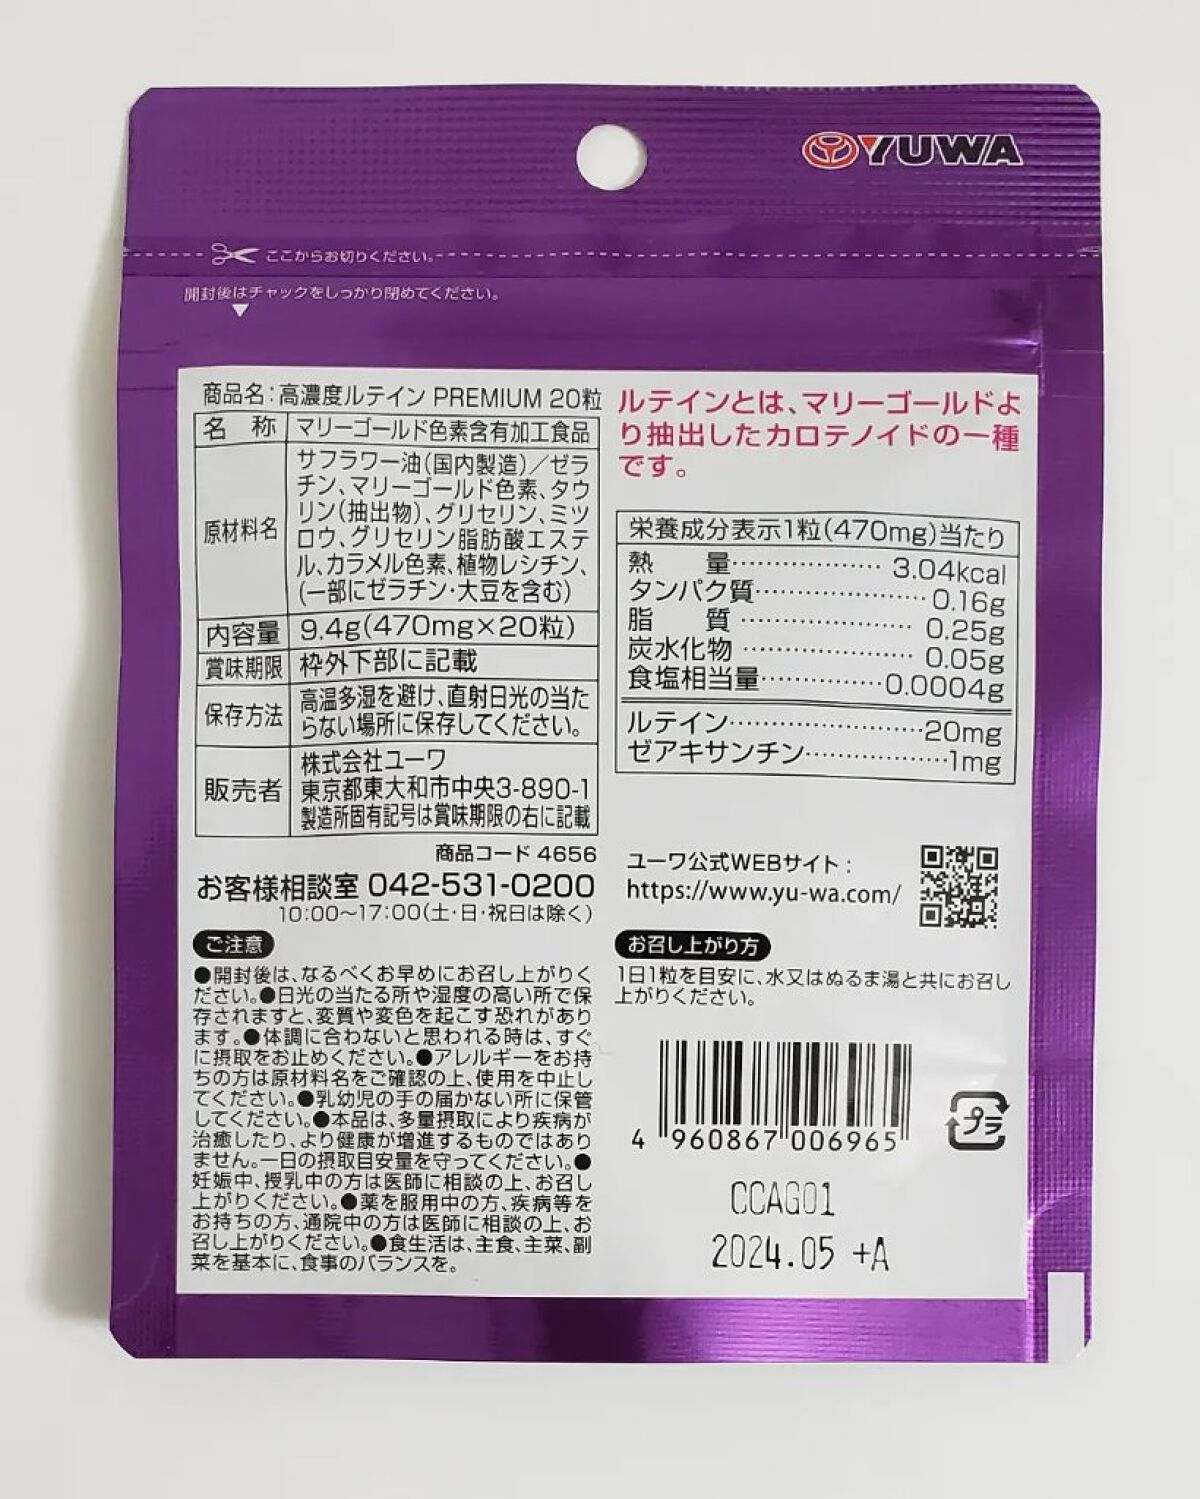 YUWA
ここからお切りください。
開封後はチャックをしっかり閉めてください。
商品名:高濃度ルテイン PREMIUM 20粒
名 称 マリーゴールド色素含有加工食品
原材料名
サフラワー油(国内製造)/ゼラ
チン、マリーゴールド色素、タウ
リン(抽出物)、グリセリン、ミツ
ロウ、グリセリン脂肪酸エステ
ル、カラメル色素、植物レシチン、
(一部にゼラチン・大豆を含む)
内容量 9.4g(470mg×20粒)
賞味期限 枠外下部に記載
保存方法
高温多湿を避け、直射日光の当た
らない場所に保存してください。
販売者
株式会社ユーワ
東京都東大和市中央3-890-1
製造所固有記号は賞味期限の右に記載
商品コード 4656
お客様相談室 042-531-0200
10:00～17:00(土・日・祝日は除く)
ご注意
●開封後は、なるべくお早めにお召し上がりく
ださい。●日光の当たる所や湿度の高い所で保
存されますと、変質や変色を起こす恐れがあり
ます。●体調に合わないと思われる時は、すぐ
に摂取をお止めください。●アレルギーをお持
ちの方は原材料名をご確認の上、使用を中止し
てください。●乳幼児の手の届かない所に保管
してください。●本品は、多量摂取により疾病が
治癒したり、より健康が増進するものではあり
ません。一日の摂取目安量を守ってください。●
妊娠中、授乳中の方は医師に相談の上、お召し
上がりください。●薬を服用中の方、疾病等を
お持ちの方、通院中の方は医師に相談の上、お
召し上がりください。●食生活は、主食、主菜、副
菜を基本に、食事のバランスを。
ルテインとは、マリーゴールドよ
り抽出したカロテノイドの一種
です。
栄養成分表示1粒(470mg)当たり
熱 量………………3.04kcal
タンパク質………………0.16g
脂 質………………0.25g
炭水化物………………0.05g
食塩相当量…………0.0004g
ルテイン………………20mg
ゼアキサンチン……………1mg
ユーワ公式WEBサイト:
https://www.yu-wa.com/
お召し上がり方
1日1粒を目安に、水又はぬるま湯と共にお召し
上がりください。
4 960867 006965
プラ
CCAG01
2024.05 +A